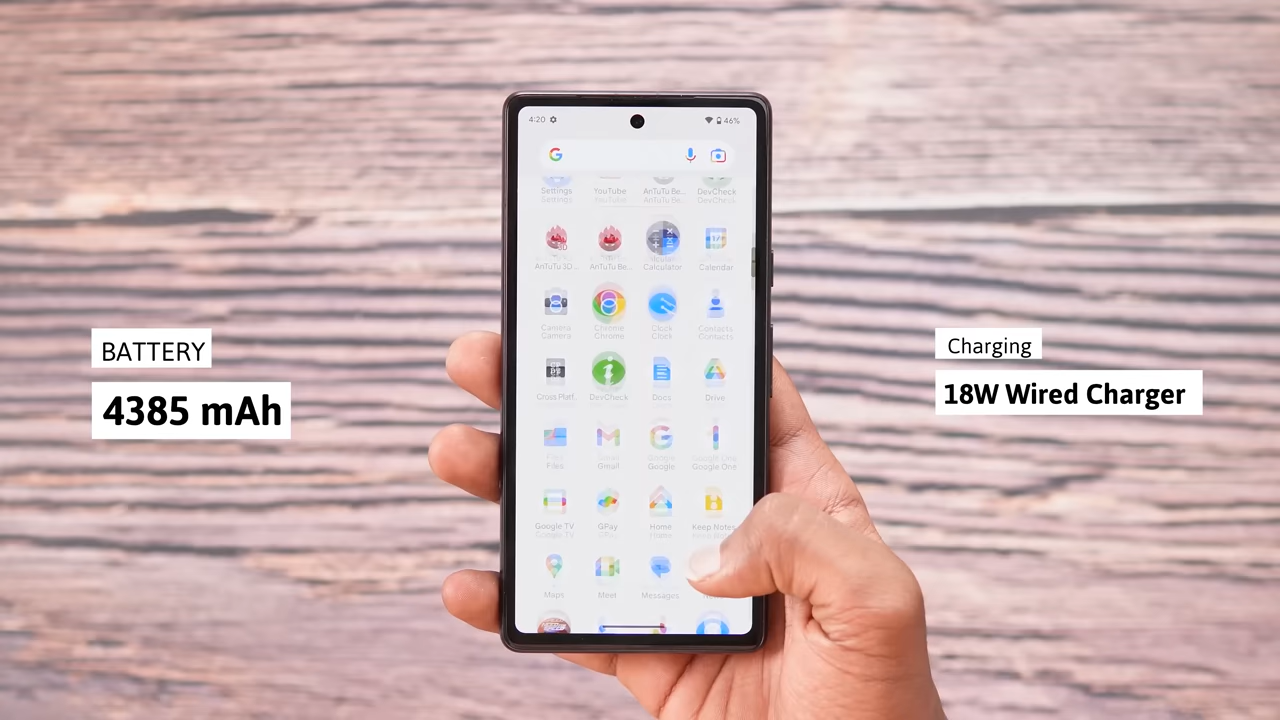 4:20
46%
Settings YouTube AnTuTu Be... DevCheck
AnTuTu 3D... AnTuTu Be... Calculator Calendar
Camera Chrome Clock Contacts
BATTERY
4385 mAh
Charging
18W Wired Charger
Cross Platf.. DevCheck Docs Drive
Files Gmail Google Google One
Google TV GPay Home Keep Notes
Maps Meet Messages